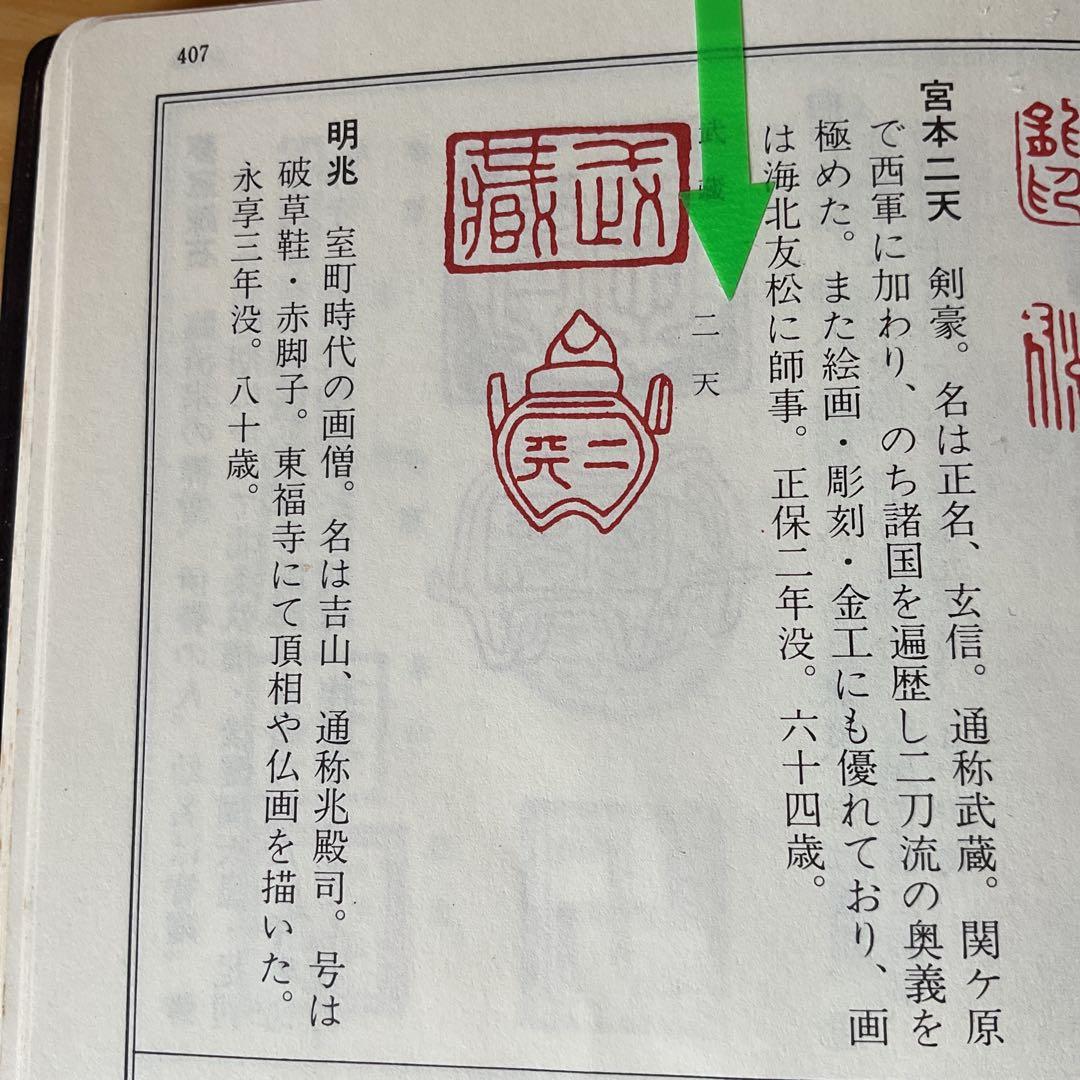 407
宮本二天　剣豪。名は正名、玄信。通称武蔵。関ケ原
で西軍に加わり、のち諸国を遍歴し二刀流の奥義を
極めた。また絵画・彫刻・金工にも優れており、画
は海北友松に師事。正保二年没。六十四歳。
武蔵
武藏
二天
二天
明兆　室町時代の画僧。名は吉山、通称兆殿司。号は
破草鞋・赤脚子。東福寺にて頂相や仏画を描いた。
永享三年没。八十歳。